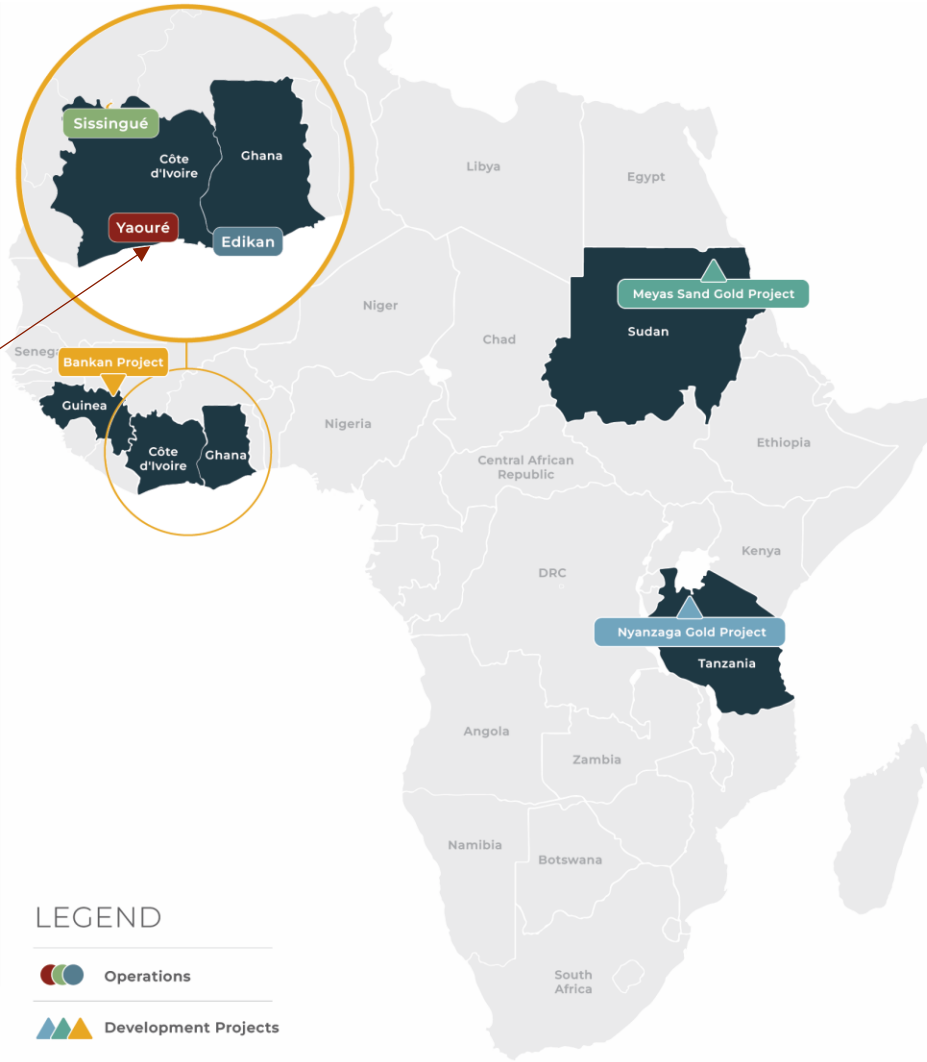 Sissingué
Côte
d'Ivoire
Ghana
Yaouré
Edikan
Libya
Egypt
Meyas Sand Gold Project
Sudan
Niger
Chad
Bankan Project
Guinea
Côte
d'Ivoire
Ghana
Nigeria
Central African
Republic
Ethiopia
Kenya
DRC
Nyanzaga Gold Project
Tanzania
Angola
Zambia
Namibia
Botswana
South
Africa
LEGEND
Operations
Development Projects